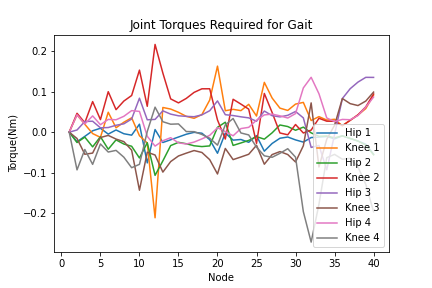 Joint Torques Required for Gait
Torque(Nm)
0.2
0.1
0.0
−0.1
−0.2
0
5
10
15
20
25
30
35
40
Node
Hip 1
Knee 1
Hip 2
Knee 2
Hip 3
Knee 3
Hip 4
Knee 4